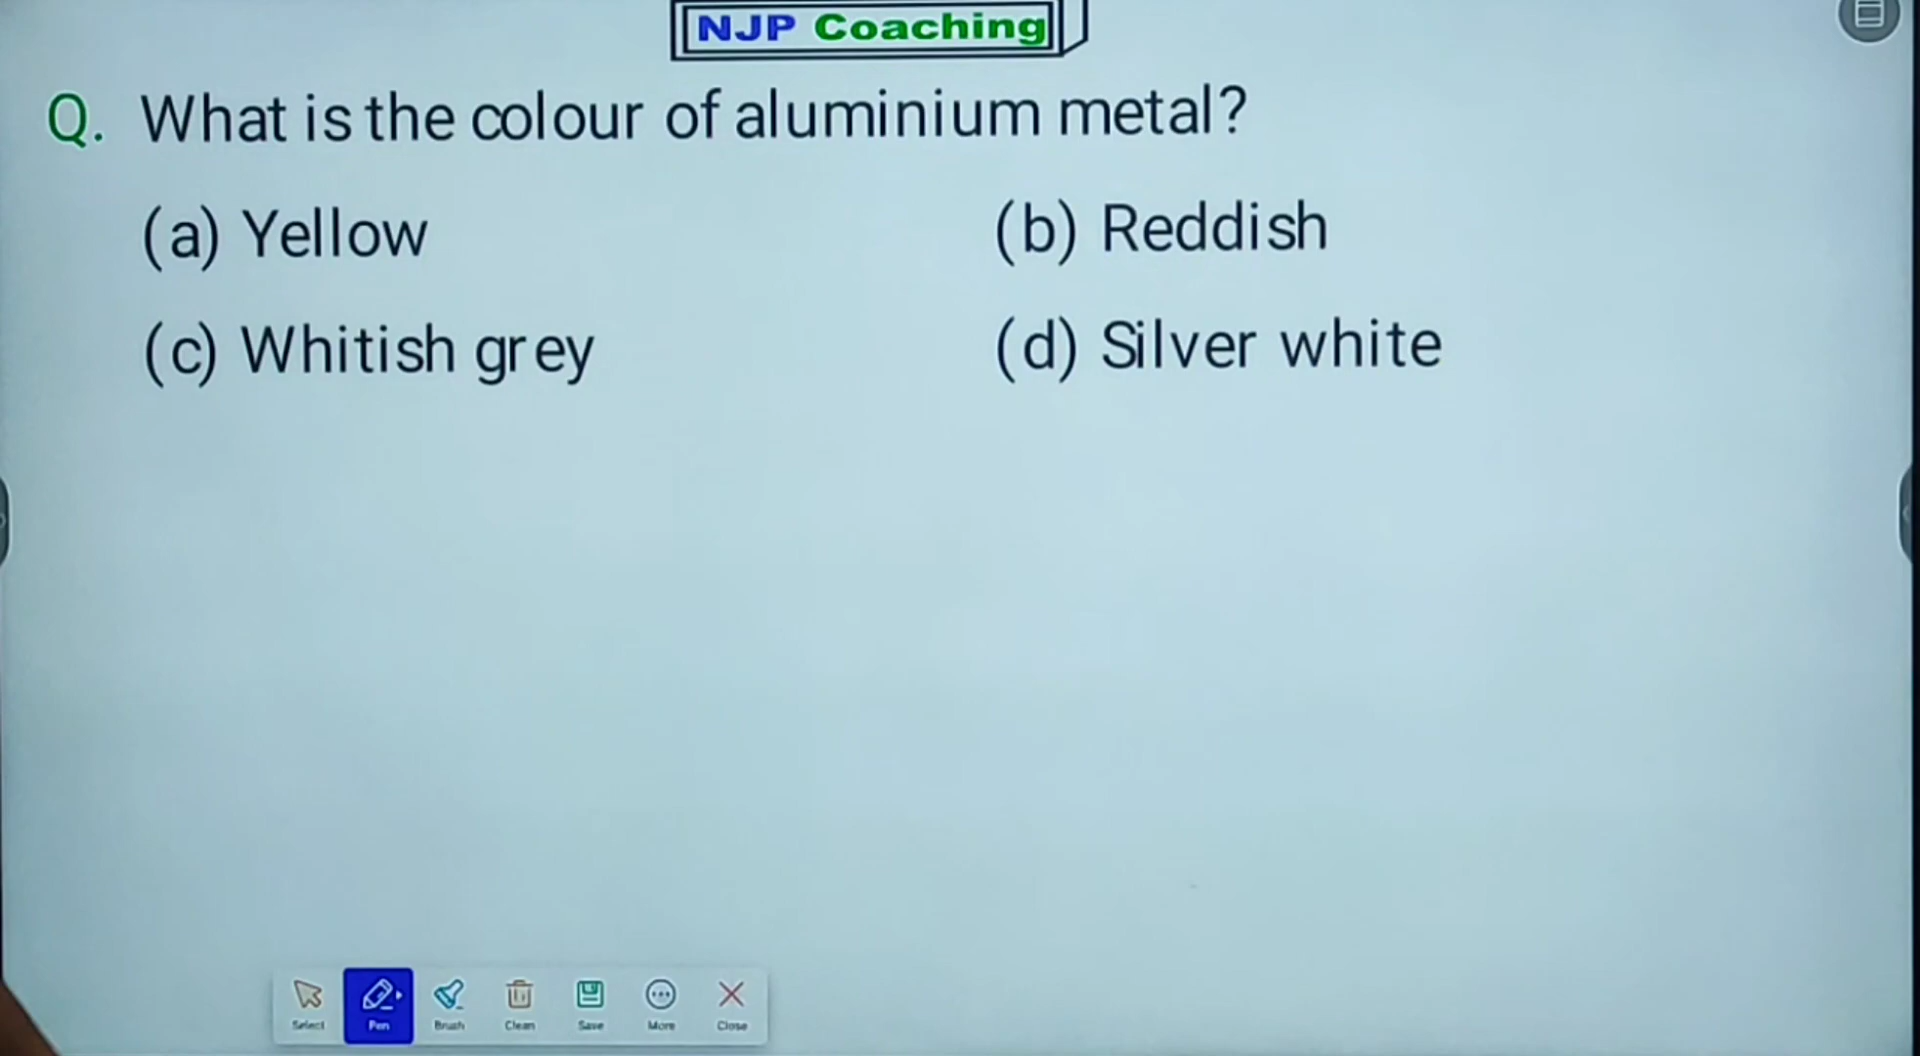 NJP Coaching
Q. What is the colour of aluminium metal?
(a) Yellow (b) Reddish
(c) Whitish grey (d) Silver white
Select Pen Brush Clean Save More Close